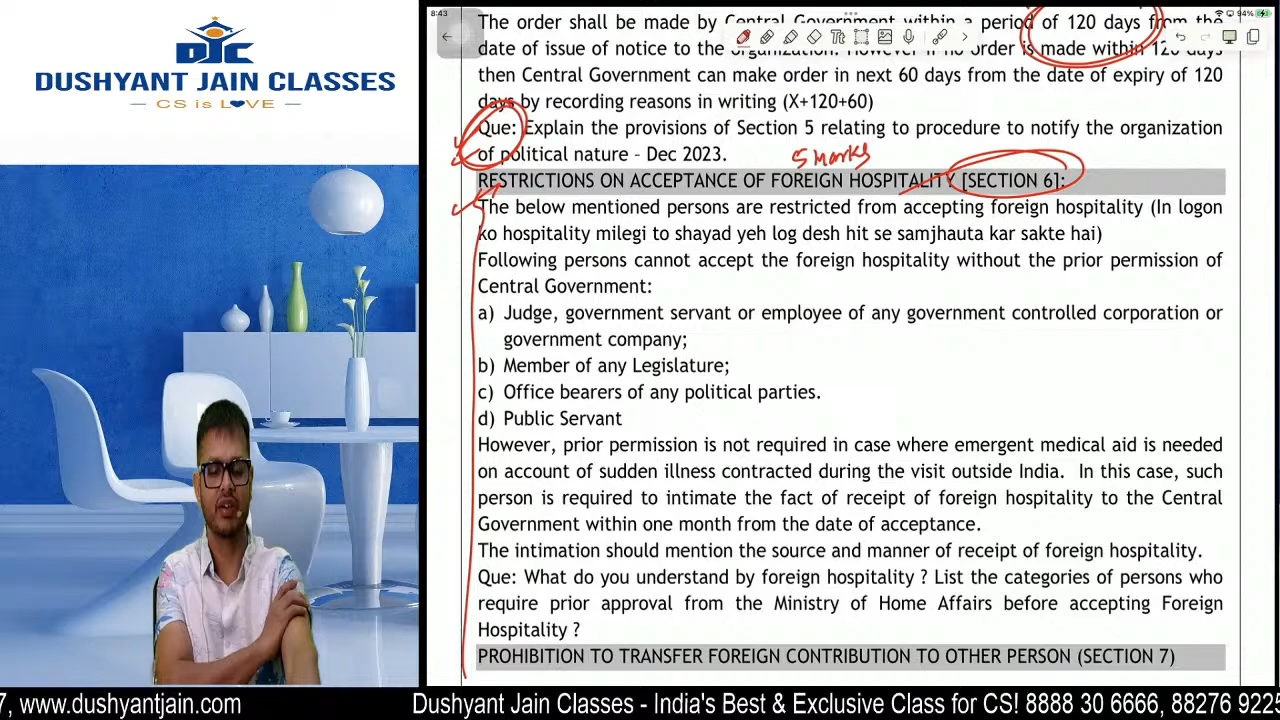 DJC
DUSHYANT JAIN CLASSES
CS is LOVE
8:43
94%
The order shall be made by Central Government within a period of 120 days from the
date of issue of notice to the organization. However if no order is made within 120 days
then Central Government can make order in next 60 days from the date of expiry of 120
days by recording reasons in writing (X+120+60)
Que: Explain the provisions of Section 5 relating to procedure to notify the organization
of political nature – Dec 2023.
5 Marks
RESTRICTIONS ON ACCEPTANCE OF FOREIGN HOSPITALITY [SECTION 6]:
The below mentioned persons are restricted from accepting foreign hospitality (In logon
ko hospitality milegi to shayad yeh log desh hit se samjhauta kar sakte hai)
Following persons cannot accept the foreign hospitality without the prior permission of
Central Government:
a) Judge, government servant or employee of any government controlled corporation or
government company;
b) Member of any Legislature;
c) Office bearers of any political parties.
d) Public Servant
However, prior permission is not required in case where emergent medical aid is needed
on account of sudden illness contracted during the visit outside India. In this case, such
person is required to intimate the fact of receipt of foreign hospitality to the Central
Government within one month from the date of acceptance.
The intimation should mention the source and manner of receipt of foreign hospitality.
Que: What do you understand by foreign hospitality ? List the categories of persons who
require prior approval from the Ministry of Home Affairs before accepting Foreign
Hospitality ?
PROHIBITION TO TRANSFER FOREIGN CONTRIBUTION TO OTHER PERSON (SECTION 7)
7, www.dushyantjain.com Dushyant Jain Classes - India's Best & Exclusive Class for CS! 8888 30 6666, 88276 9225